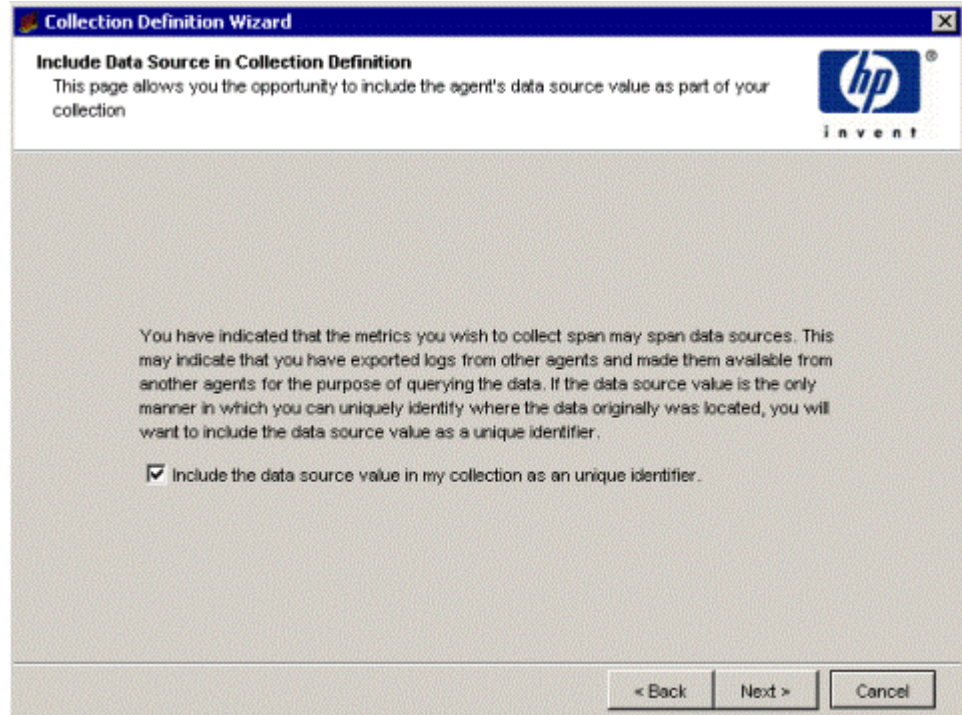 Collection Definition Wizard
Include Data Source in Collection Definition
This page allows you the opportunity to include the agent's data source value as part of your
collection
hp
®
invent
You have indicated that the metrics you wish to collect span may span data sources. This
may indicate that you have exported logs from other agents and made them available from
another agents for the purpose of querying the data. If the data source value is the only
manner in which you can uniquely identify where the data originally was located, you will
want to include the data source value as a unique identifier.
Include the data source value in my collection as an unique identifier.
< Back
Next >
Cancel